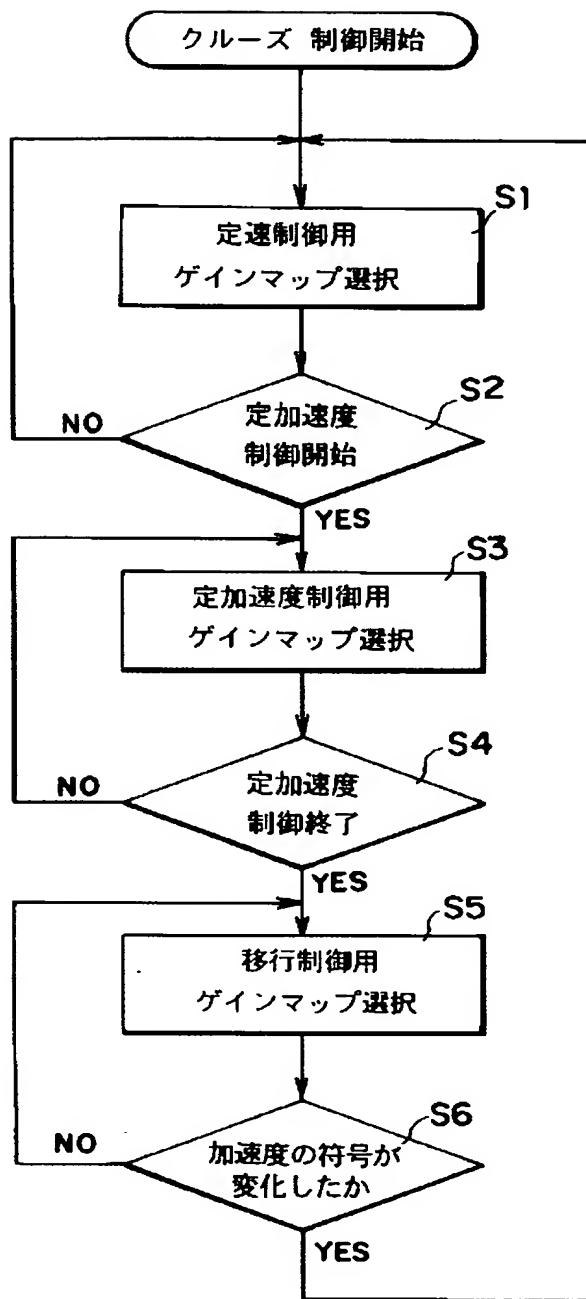 クルーズ 制御開始
S1
定速制御用
ゲインマップ選択
S2
定加速度
制御開始
NO
YES
S3
定加速度制御用
ゲインマップ選択
S4
定加速度
制御終了
NO
YES
S5
移行制御用
ゲインマップ選択
S6
加速度の符号が
変化したか
NO
YES